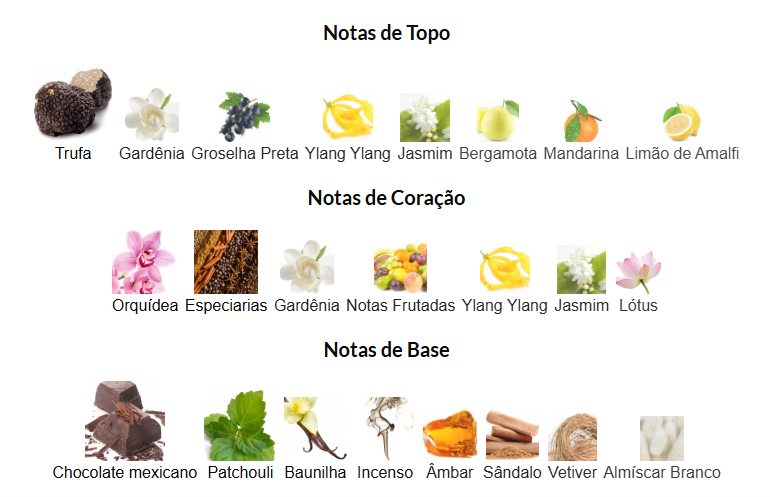 Notas de Topo
Trufa Gardênia Groselha Preta Ylang Ylang Jasmim Bergamota Mandarina Limão de Amalfi
Notas de Coração
Orquídea Especiarias Gardênia Notas Frutadas Ylang Ylang Jasmim Lótus
Notas de Base
Chocolate mexicano Patchouli Baunilha Incenso Âmbar Sândalo Vetiver Almíscar Branco